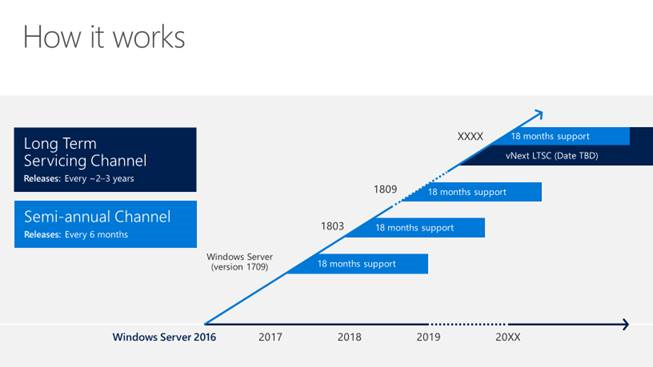 How it works
Long Term
Servicing Channel
Releases: Every ~2–3 years
Semi-annual Channel
Releases: Every 6 months
XXXX
18 months support
vNext LTSC (Date TBD)
1809
18 months support
1803
18 months support
Windows Server
(version 1709)
18 months support
Windows Server 2016
2017
2018
2019
20XX